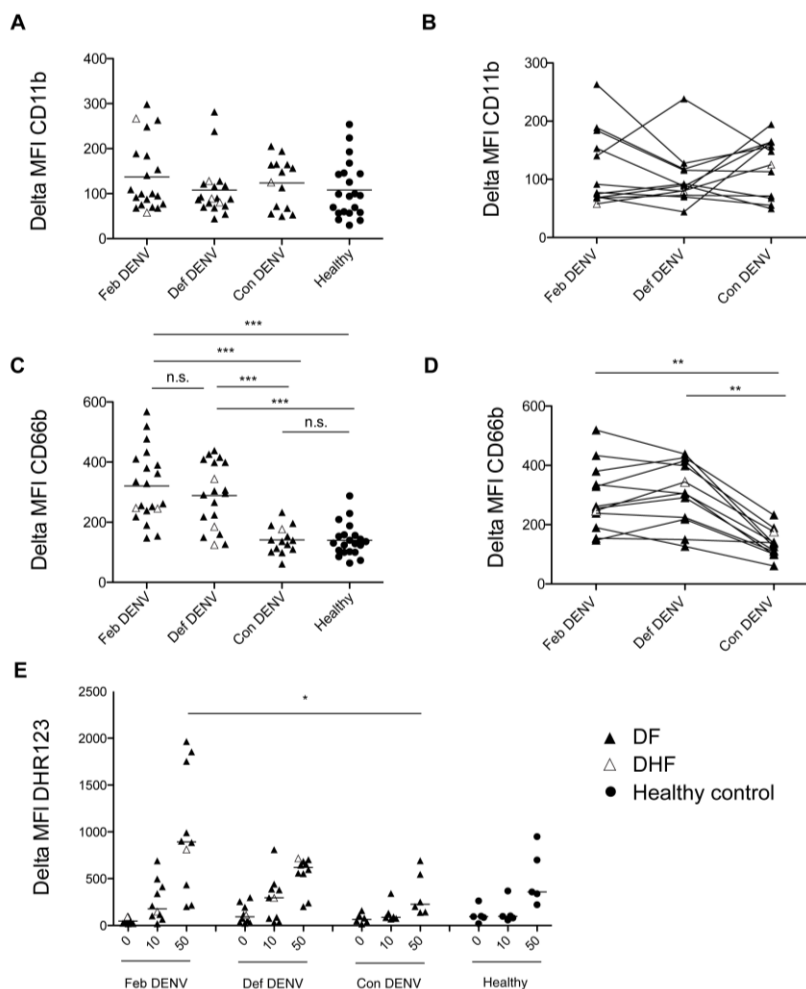 A
Delta MFI CD11b
400
300
200
100
0
Feb DENV
Def DENV
Con DENV
Healthy
B
Delta MFI CD11b
300
200
100
0
Feb DENV
Def DENV
Con DENV
C
Delta MFI CD66b
***
***
n.s.
***
***
n.s.
600
400
200
0
Feb DENV
Def DENV
Con DENV
Healthy
D
Delta MFI CD66b
**
**
600
400
200
0
Feb DENV
Def DENV
Con DENV
E
Delta MFI DHR123
*
2500
2000
1500
1000
500
0
0 10 50 0 10 50 0 10 50 0 10 50
Feb DENV Def DENV Con DENV Healthy
DF
DHF
Healthy control